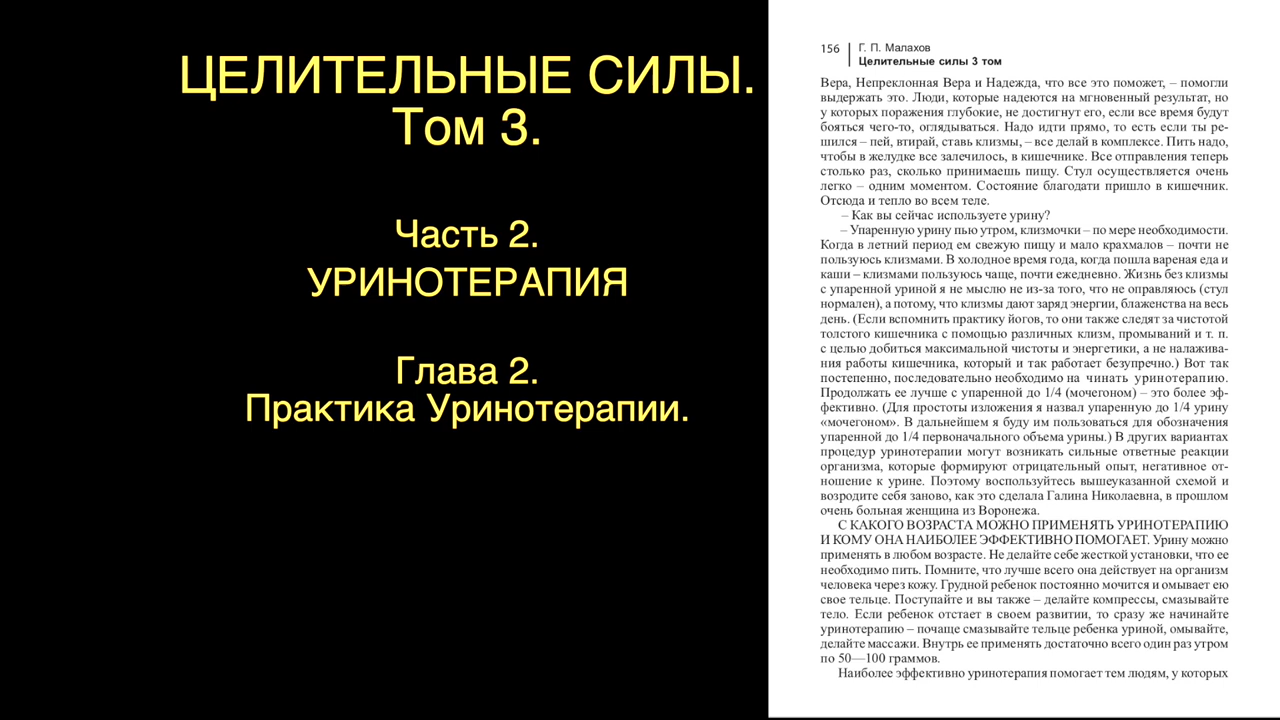 ЦЕЛИТЕЛЬНЫЕ СИЛЫ.
Том 3.
Часть 2.
УРИНОТЕРАПИЯ
Глава 2.
Практика Уринотерапии.
156
Г. П. Малахов
Целительные силы 3 том
Вера, Непреклонная Вера и Надежда, что все это поможет, – помогли
выдержать это. Люди, которые надеются на мгновенный результат, но
у которых поражения глубокие, не достигнут его, если все время будут
бояться чего-то, оглядываться. Надо идти прямо, то есть если ты ре-
шился – пей, втирай, ставь клизмы, – все делай в комплексе. Пить надо,
чтобы в желудке все залечилось, в кишечнике. Все отправления теперь
столько раз, сколько принимаешь пищу. Стул осуществляется очень
легко – одним моментом. Состояние благодати пришло в кишечник.
Отсюда и тепло во всем теле.
– Как вы сейчас используете урину?
– Упаренную урину пью утром, клизмочки – по мере необходимости.
Когда в летний период ем свежую пищу и мало крахмалов – почти не
пользуюсь клизмами. В холодное время года, когда пошла вареная еда и
каши – клизмами пользуюсь чаще, почти ежедневно. Жизнь без клизмы
с упаренной уриной я не мыслю не из-за того, что не оправляюсь (стул
нормален), а потому, что клизмы дают заряд энергии, блаженства на весь
день. (Если вспомнить практику йогов, то они также следят за чистотой
толстого кишечника с помощью различных клизм, промываний и т. п.
с целью добиться максимальной чистоты и энергетики, а не налажива-
ния работы кишечника, который и так работает безупречно.) Вот так
постепенно, последовательно необходимо на чинать уринотерапию.
Продолжать ее лучше с упаренной до 1/4 (мочегоном) – это более эф-
фективно. (Для простоты изложения я назвал упаренную до 1/4 урину
«мочегоном». В дальнейшем я буду им пользоваться для обозначения
упаренной до 1/4 первоначального объема урины.) В других вариантах
процедур уринотерапии могут возникать сильные ответные реакции
организма, которые формируют отрицательный опыт, негативное от-
ношение к урине. Поэтому воспользуйтесь вышеуказанной схемой и
возродите себя заново, как это сделала Галина Николаевна, в прошлом
очень больная женщина из Воронежа.
С КАКОГО ВОЗРАСТА МОЖНО ПРИМЕНЯТЬ УРИНОТЕРАПИЮ
И КОМУ ОНА НАИБОЛЕЕ ЭФФЕКТИВНО ПОМОГАЕТ. Урину можно
применять в любом возрасте. Не делайте себе жесткой установки, что ее
необходимо пить. Помните, что лучше всего она действует на организм
человека через кожу. Грудной ребенок постоянно мочится и омывает ею
свое тельце. Поступайте и вы также – делайте компрессы, смазывайте
тело. Если ребенок отстает в своем развитии, то сразу же начинайте
уринотерапию – почаще смазывайте тельце ребенка уриной, омывайте,
делайте массажи. Внутрь ее применять достаточно всего один раз утром
по 50—100 граммов.
Наиболее эффективно уринотерапия помогает тем людям, у которых